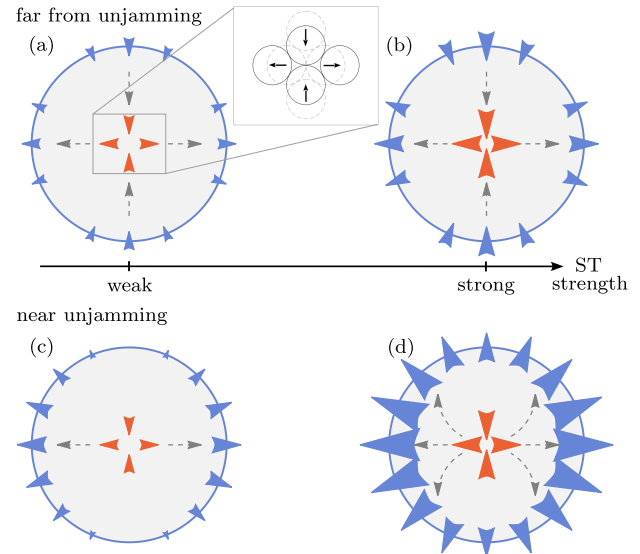 far from unjamming
(a)
(b)
weak
strong
ST
strength
near unjamming
(c)
(d)